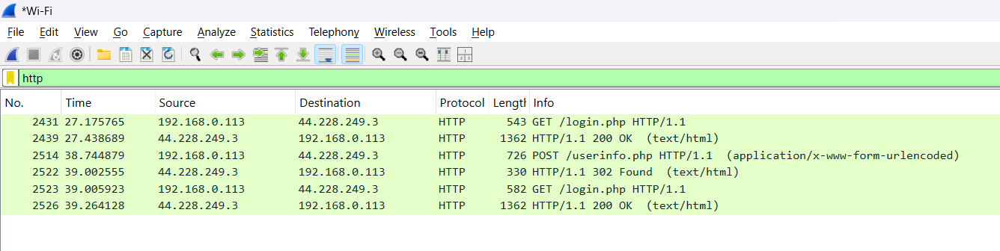 *Wi-Fi
File Edit View Go Capture Analyze Statistics Telephony Wireless Tools Help
http
No. Time Source Destination Protocol Length Info
2431 27.175765 192.168.0.113 44.228.249.3 HTTP 543 GET /login.php HTTP/1.1
2439 27.438689 44.228.249.3 192.168.0.113 HTTP 1362 HTTP/1.1 200 OK (text/html)
2514 38.744879 192.168.0.113 44.228.249.3 HTTP 726 POST /userinfo.php HTTP/1.1 (application/x-www-form-urlencoded)
2522 39.002555 44.228.249.3 192.168.0.113 HTTP 330 HTTP/1.1 302 Found (text/html)
2523 39.005923 192.168.0.113 44.228.249.3 HTTP 582 GET /login.php HTTP/1.1
2526 39.264128 44.228.249.3 192.168.0.113 HTTP 1362 HTTP/1.1 200 OK (text/html)